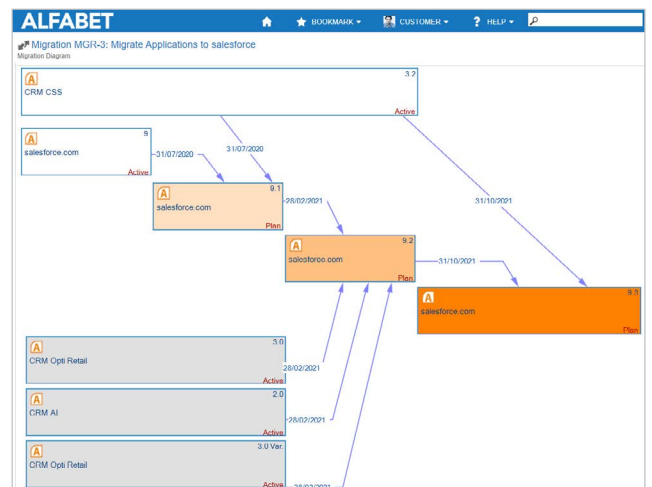 ALFABET
BOOKMARK
CUSTOMER
? HELP
Migration MGR-3: Migrate Applications to salesforce
Migration Diagram
3.2
CRM CSS
Active
9
salesforce.com
Active
31/07/2020
31/07/2020
9.1
salesforce.com
Plan
28/02/2021
31/10/2021
9.2
salesforce.com
Plan
31/10/2021
9.3
salesforce.com
Plan
3.0
CRM Opti Retail
Active
28/02/2021
2.0
CRM AI
Active
28/02/2021
3.0 Var.
CRM Opti Retail
Active
28/02/2021